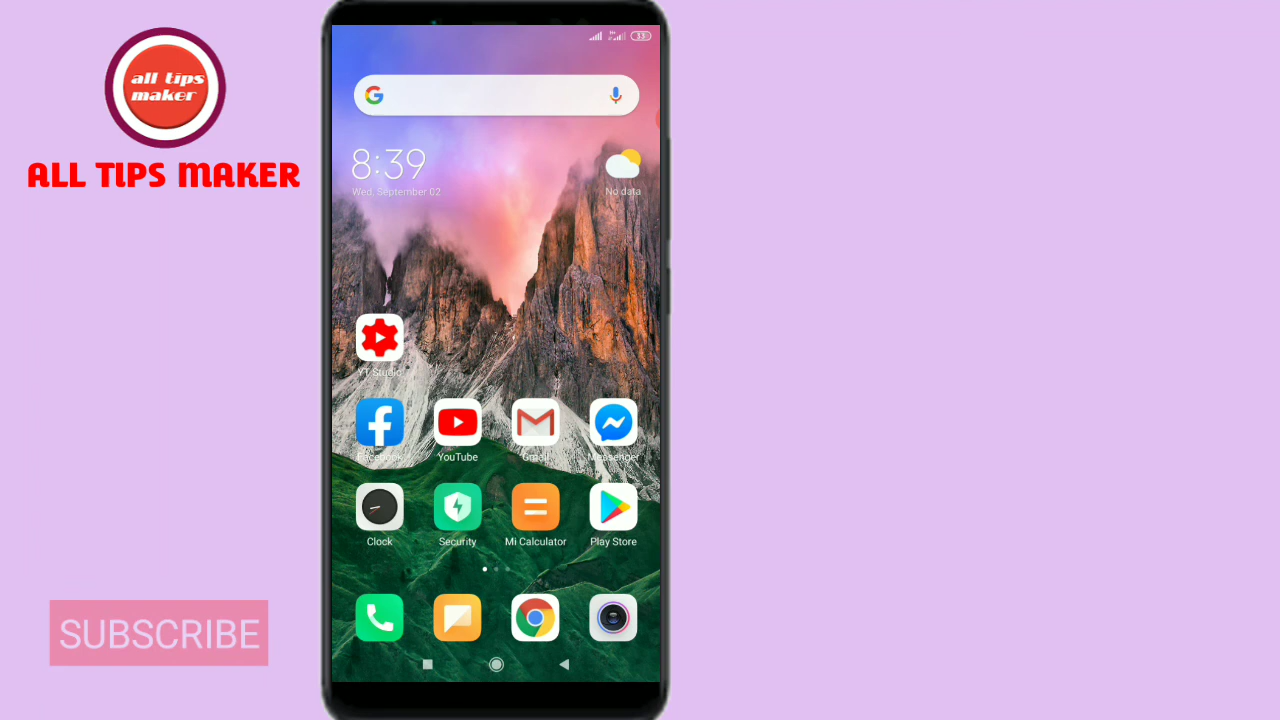 all tips
maker
ALL TIPS MAKER
SUBSCRIBE
33
8:39
Wed, September 02
No data
YT Studio
Facebook
YouTube
Gmail
Messenger
Clock
Security
Mi Calculator
Play Store